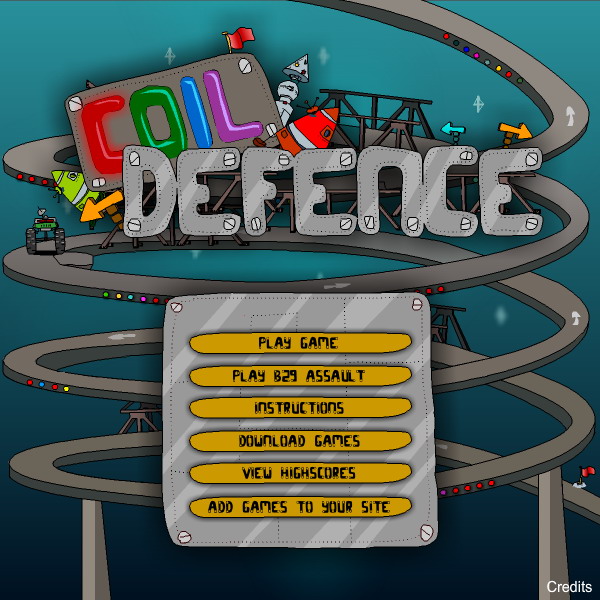 COIL
DEFENCE
PLAY GAME
PLAY B29 ASSAULT
INSTRUCTIONS
DOWNLOAD GAMES
VIEW HIGHSCORES
ADD GAMES TO YOUR SITE
Credits